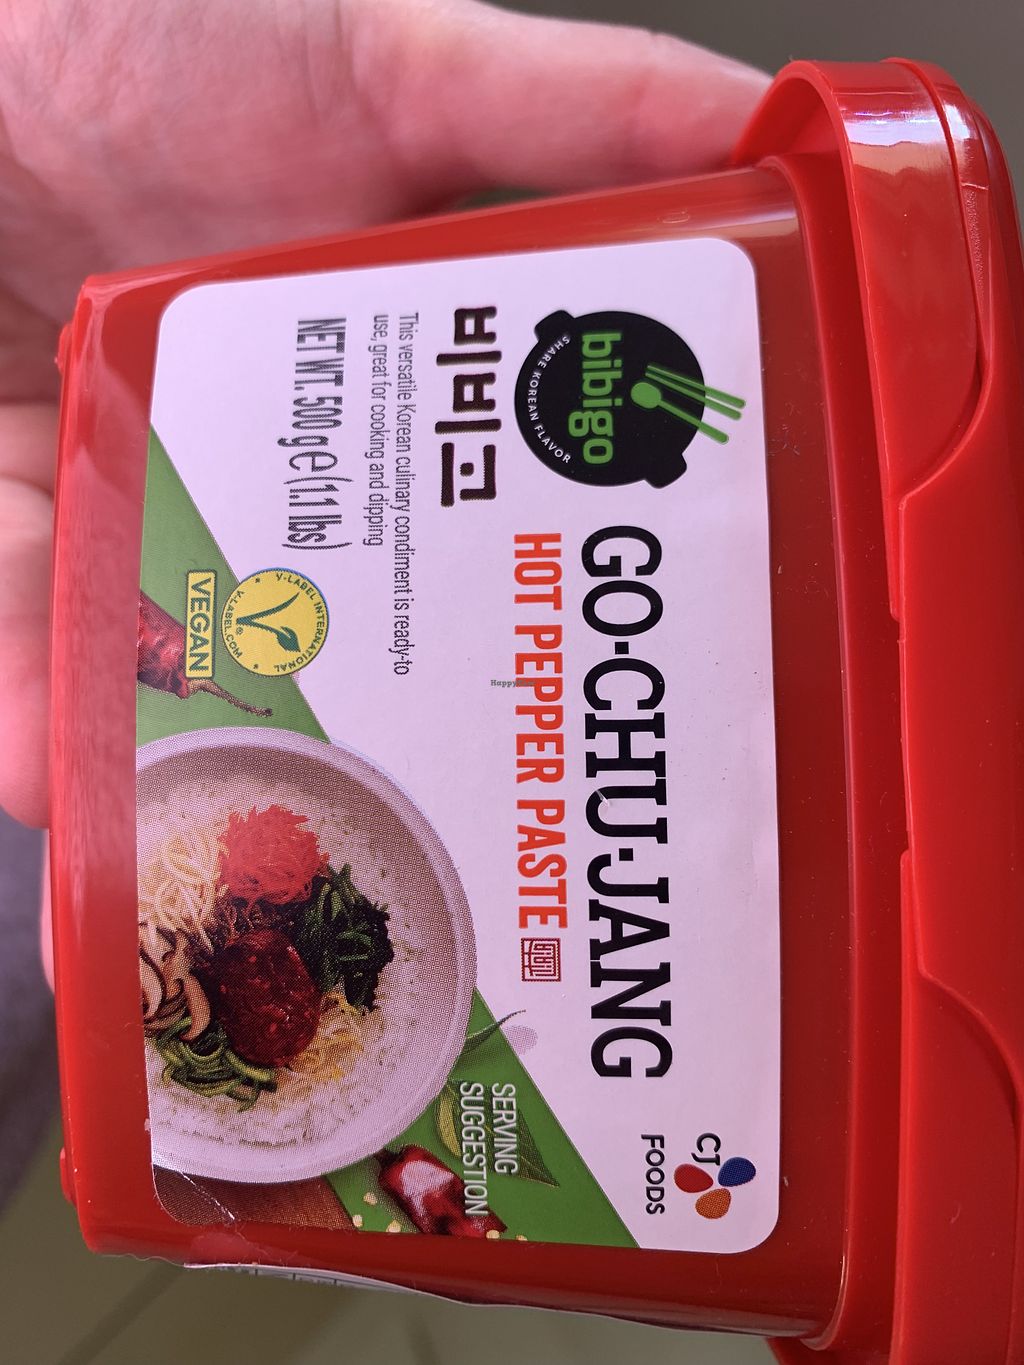 bibigo
SHARE KOREAN FLAVOR
GO·CHU·JANG
HOT PEPPER PASTE
CJ
FOODS
비비고
This versatile Korean culinary condiment is ready-to
use, great for cooking and dipping
NET WT. 500 g ℮ (1.1 lbs)
V-LABEL INTERNATIONAL
V-LABEL.COM
®
VEGAN
SERVING
SUGGESTION